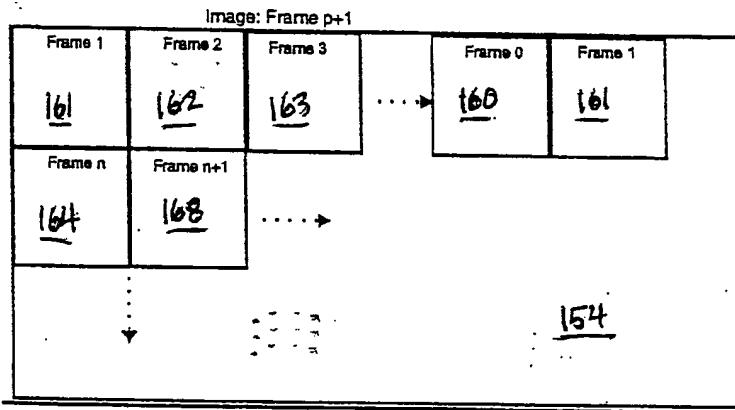 Image: Frame p+1
Frame 1 Frame 2 Frame 3 Frame 0 Frame 1
161 162 163 160 161
Frame n Frame n+1
164 168
154